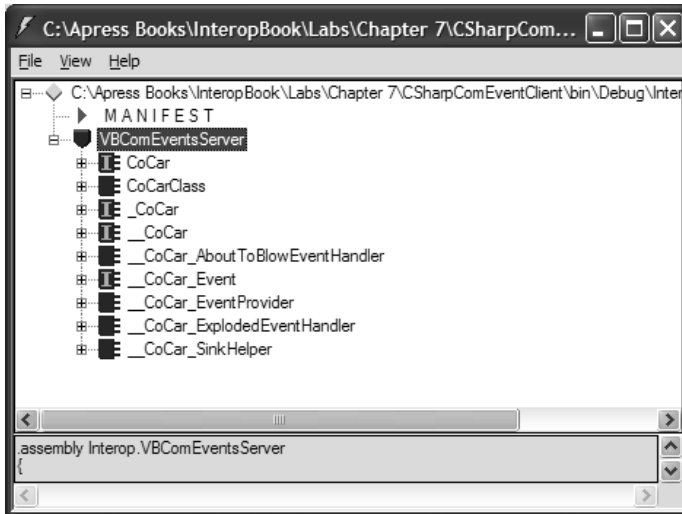 C:\Apress Books\InteropBook\Labs\Chapter 7\CSharpCom...
File View Help
C:\Apress Books\InteropBook\Labs\Chapter 7\CSharpComEventClient\bin\Debug\Inter
MANIFEST
VBComEventsServer
CoCar
CoCarClass
_CoCar
__CoCar
__CoCar_AboutToBlowEventHandler
__CoCar_Event
__CoCar_EventProvider
__CoCar_ExplodedEventHandler
__CoCar_SinkHelper
.assembly Interop.VBComEventsServer
{